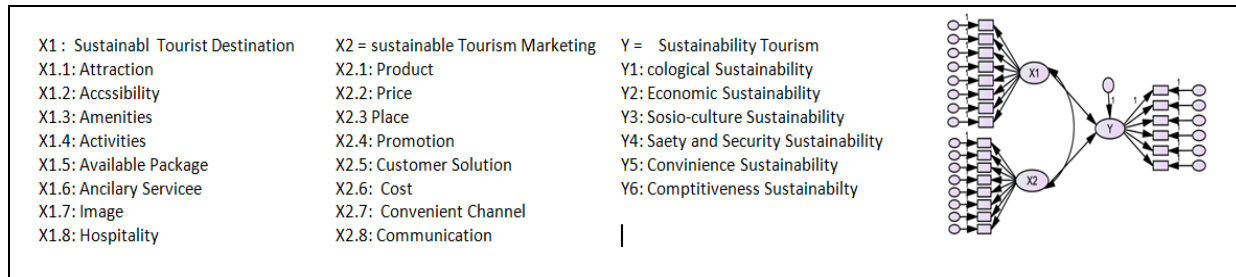 X1 : Sustainabl Tourist Destination
X1.1: Attraction
X1.2: Accssibility
X1.3: Amenities
X1.4: Activities
X1.5: Available Package
X1.6: Ancilary Servicee
X1.7: Image
X1.8: Hospitality
X2 = sustainable Tourism Marketing
X2.1: Product
X2.2: Price
X2.3 Place
X2.4: Promotion
X2.5: Customer Solution
X2.6: Cost
X2.7: Convenient Channel
X2.8: Communication
Y = Sustainability Tourism
Y1: cological Sustainability
Y2: Economic Sustainability
Y3: Sosio-culture Sustainability
Y4: Saety and Security Sustainability
Y5: Convinience Sustainability
Y6: Comptitiveness Sustainabilty
X1
X2
Y
1
1
1
1